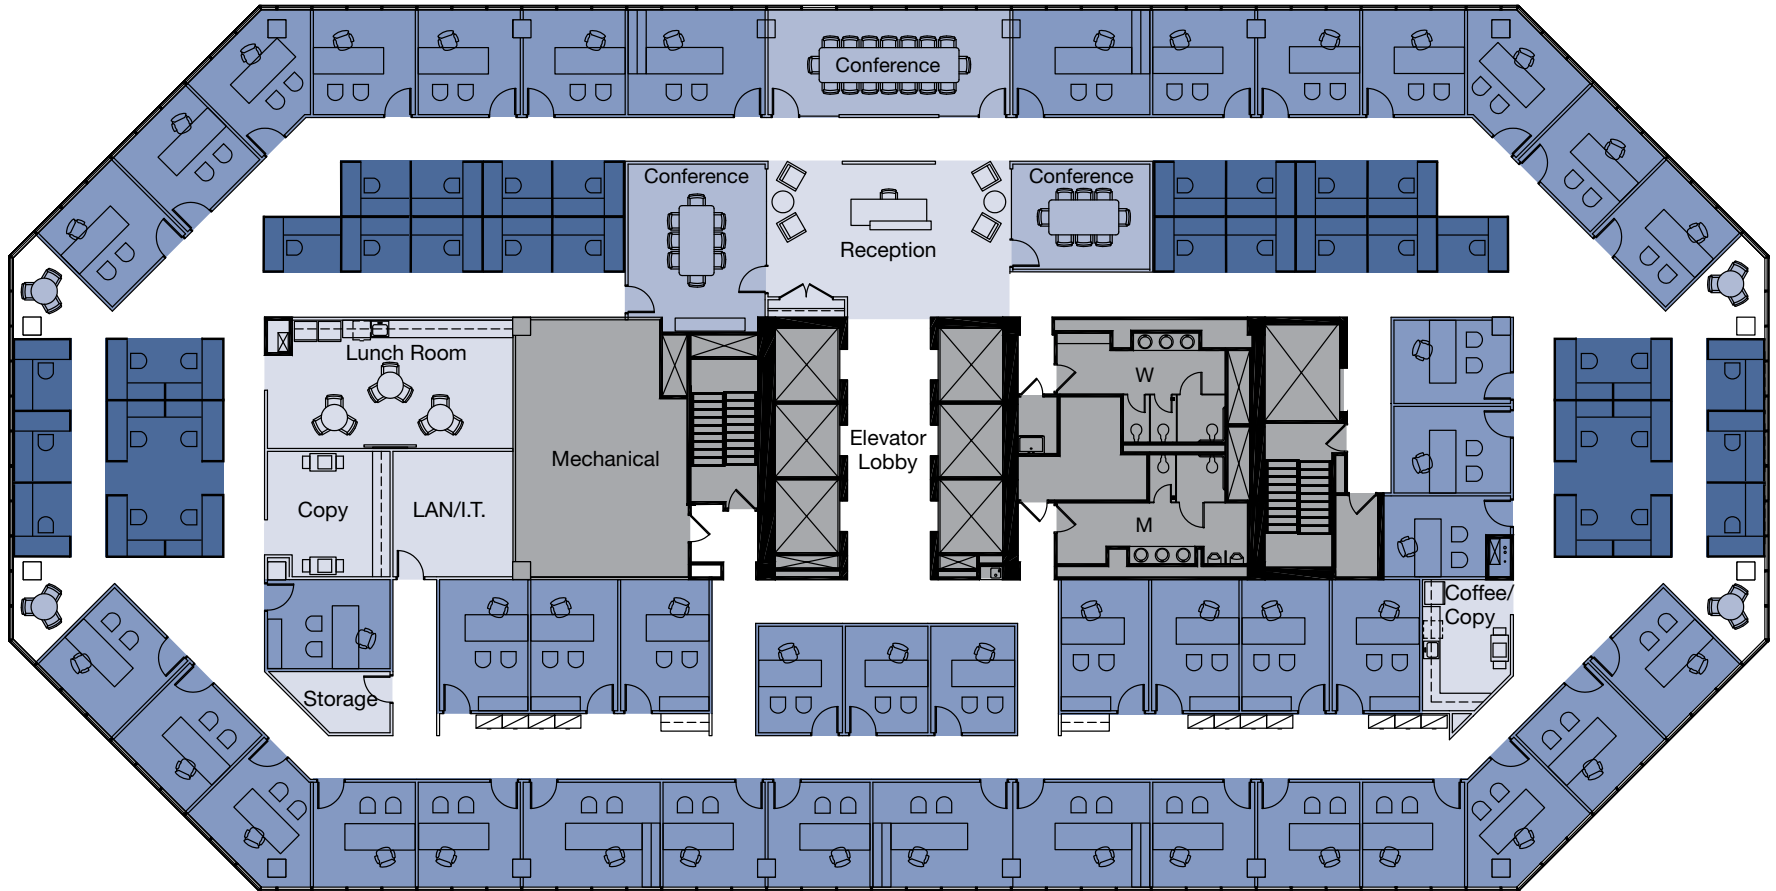 Conference
Conference
Conference
Reception
Lunch Room
W
Elevator
Lobby
Mechanical
Copy
LAN/I.T.
M
Coffee/
Copy
Storage